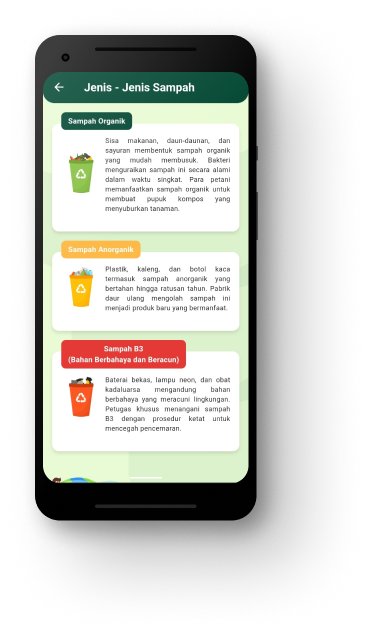 Jenis - Jenis Sampah
Sampah Organik
Sisa makanan, daun-daunan, dan
sayuran membentuk sampah organik
yang mudah membusuk. Bakteri
menguraikan sampah ini secara alami
dalam waktu singkat. Para petani
memanfaatkan sampah organik untuk
membuat pupuk kompos yang
menyuburkan tanaman.
Sampah Anorganik
Plastik, kaleng, dan botol kaca
termasuk sampah anorganik yang
bertahan hingga ratusan tahun. Pabrik
daur ulang mengolah sampah ini
menjadi produk baru yang bermanfaat.
Sampah B3
(Bahan Berbahaya dan Beracun)
Baterai bekas, lampu neon, dan obat
kadaluarsa mengandung bahan
berbahaya yang meracuni lingkungan.
Petugas khusus menangani sampah
B3 dengan prosedur ketat untuk
mencegah pencemaran.